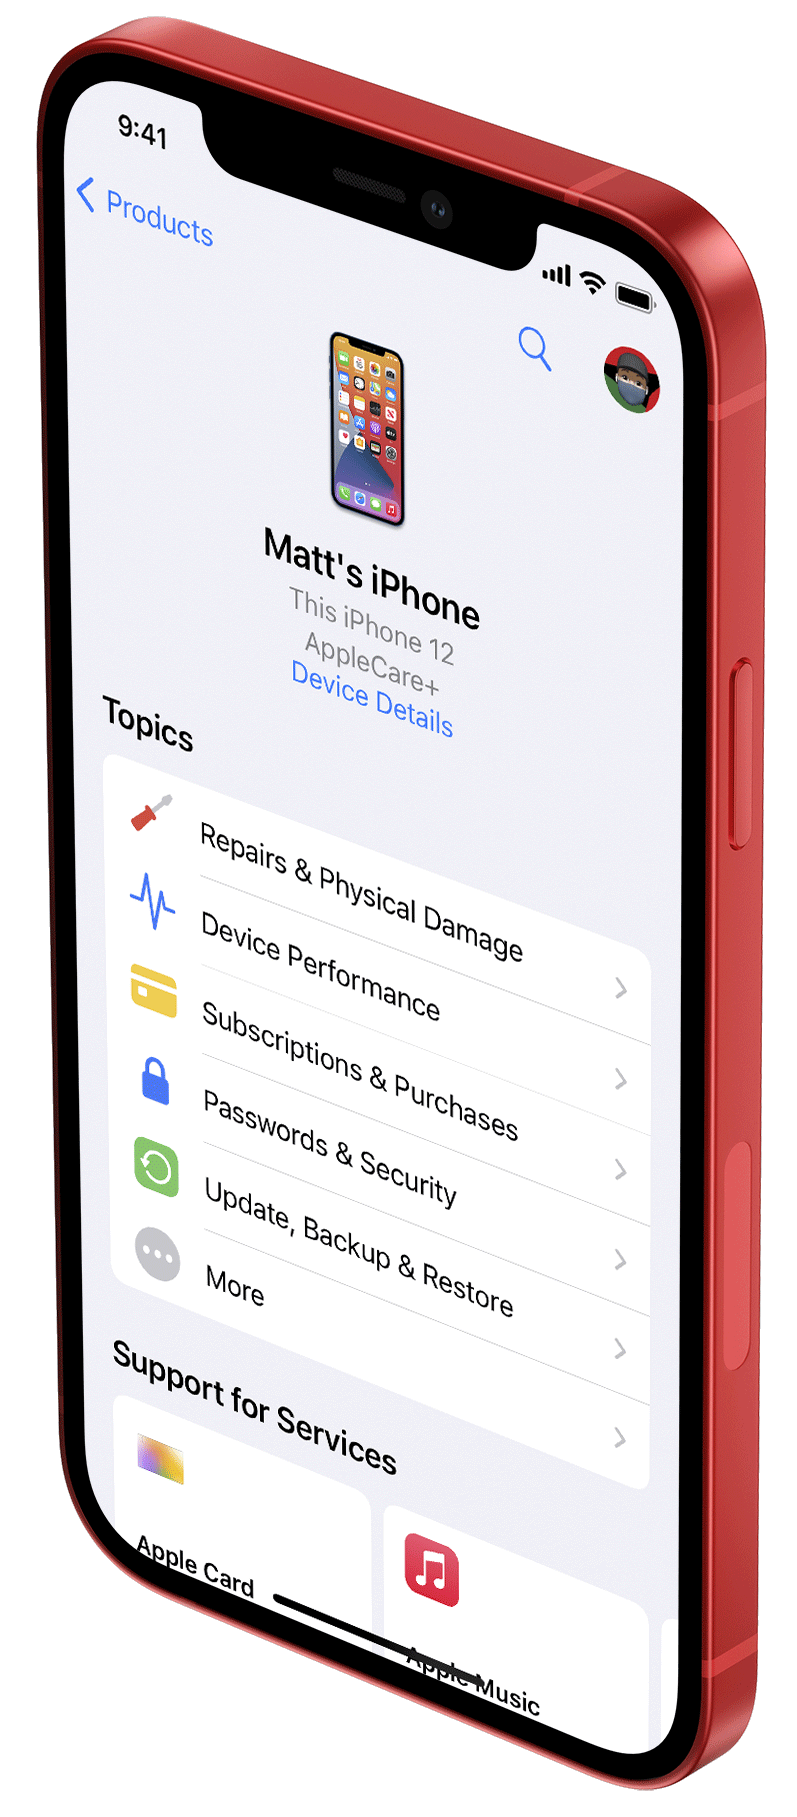 9:41
Products
Matt's iPhone
This iPhone 12
AppleCare+
Device Details
Topics
Repairs & Physical Damage
Device Performance
Subscriptions & Purchases
Passwords & Security
Update, Backup & Restore
More
Support for Services
Apple Card
Apple Music